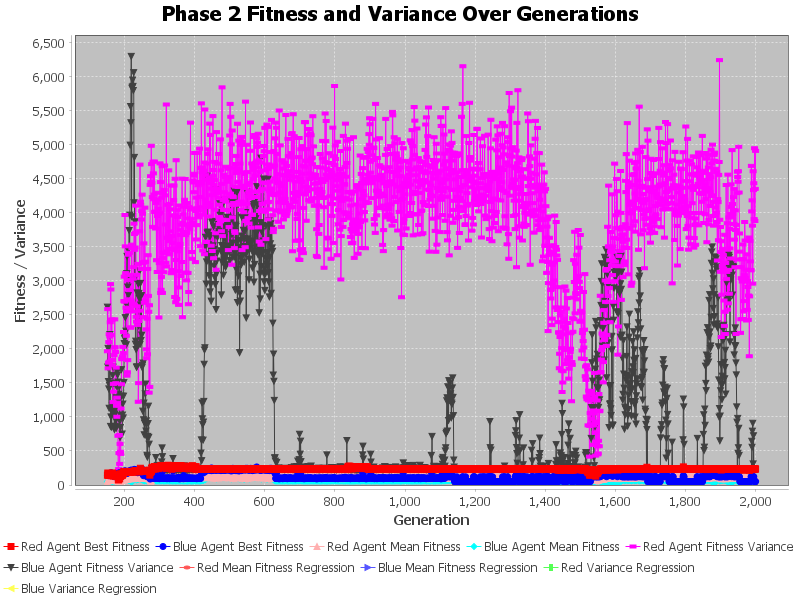 Phase 2 Fitness and Variance Over Generations
6,500
6,000
5,500
5,000
4,500
4,000
3,500
3,000
2,500
2,000
1,500
1,000
500
0
Fitness / Variance
200 400 600 800 1,000 1,200 1,400 1,600 1,800 2,000
Generation
Red Agent Best Fitness Blue Agent Best Fitness Red Agent Mean Fitness Blue Agent Mean Fitness Red Agent Fitness Variance
Blue Agent Fitness Variance Red Mean Fitness Regression Blue Mean Fitness Regression Red Variance Regression
Blue Variance Regression